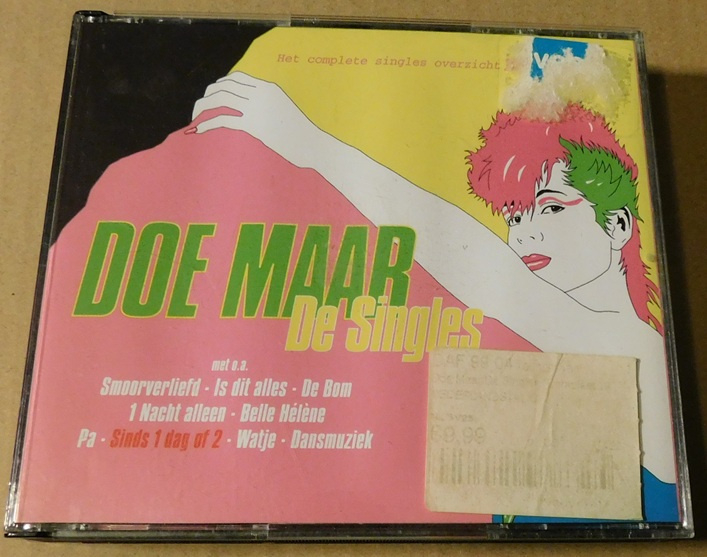 Het complete singles overzicht
DOE MAAR
De Singles
met o.a.
Smoorverliefd - Is dit alles - De Bom
1 Nacht alleen - Belle Hélène
Pa - Sinds 1 dag of 2 - Watje - Dansmuziek